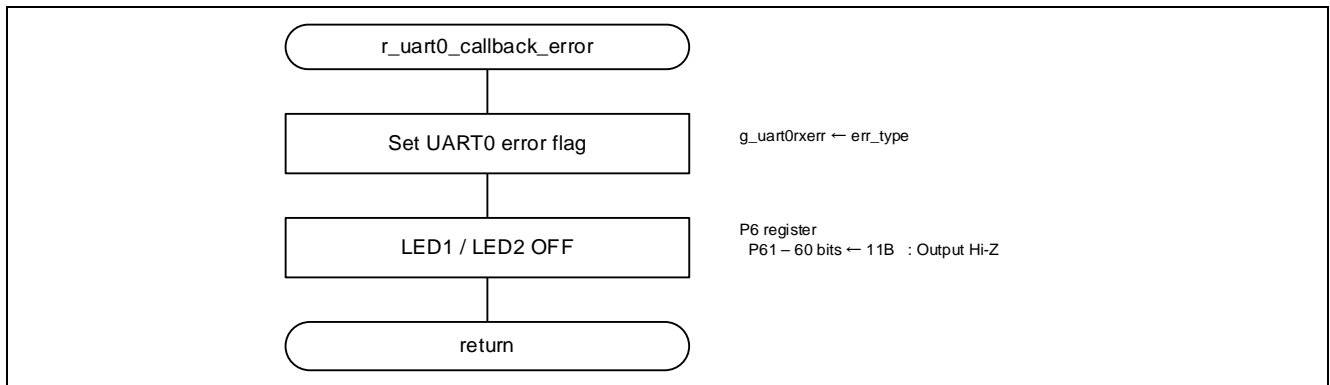 r_uart0_callback_error
Set UART0 error flag
g_uart0rxerr ← err_type
LED1 / LED2 OFF
P6 register
P61 – 60 bits ← 11B : Output Hi-Z
return